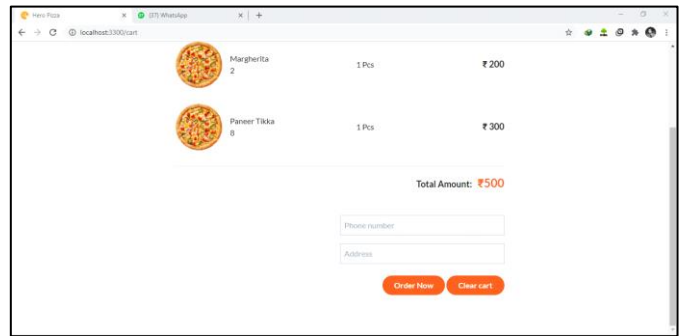 Hero Pizza
(37) WhatsApp
localhost:3300/cart
Margherita
2
1 Pcs
₹ 200
Paneer Tikka
8
1 Pcs
₹ 300
Total Amount: ₹500
Phone number
Address
Order Now
Clear cart